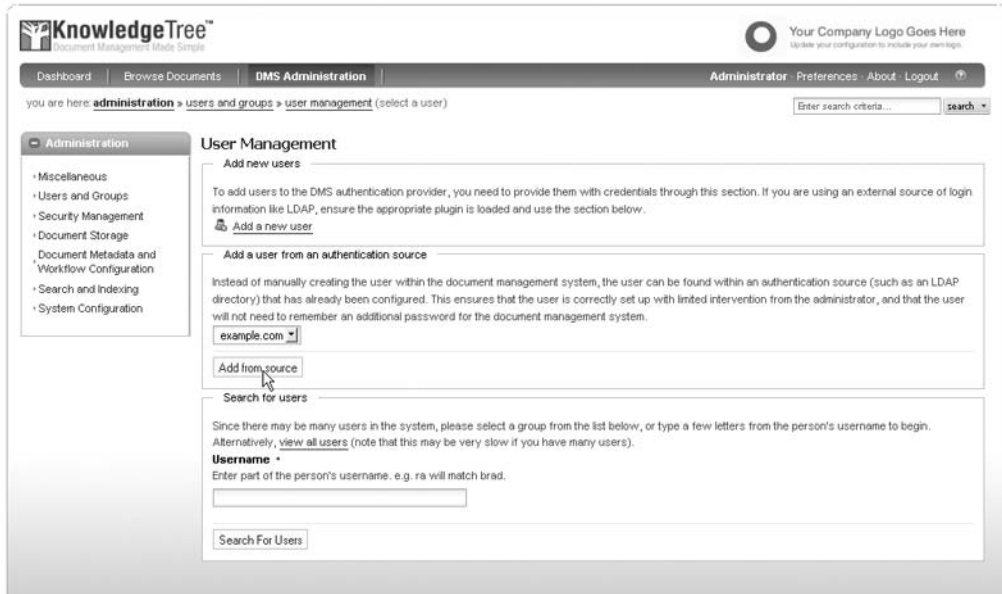 KnowledgeTree™
Document Management Made Simple
Your Company Logo Goes Here
Update your configuration to include your own logo.
Dashboard | Browse Documents | DMS Administration |
Administrator · Preferences · About · Logout ?
you are here: administration » users and groups » user management (select a user)
Enter search criteria... search
Administration
Miscellaneous
Users and Groups
Security Management
Document Storage
Document Metadata and
Workflow Configuration
Search and Indexing
System Configuration
User Management
Add new users
To add users to the DMS authentication provider, you need to provide them with credentials through this section. If you are using an external source of login
information like LDAP, ensure the appropriate plugin is loaded and use the section below.
Add a new user
Add a user from an authentication source
Instead of manually creating the user within the document management system, the user can be found within an authentication source (such as an LDAP
directory) that has already been configured. This ensures that the user is correctly set up with limited intervention from the administrator, and that the user
will not need to remember an additional password for the document management system.
example.com
Add from source
Search for users
Since there may be many users in the system, please select a group from the list below, or type a few letters from the person's username to begin.
Alternatively, view all users (note that this may be very slow if you have many users).
Username •
Enter part of the person's username. e.g. ra will match brad.
Search For Users